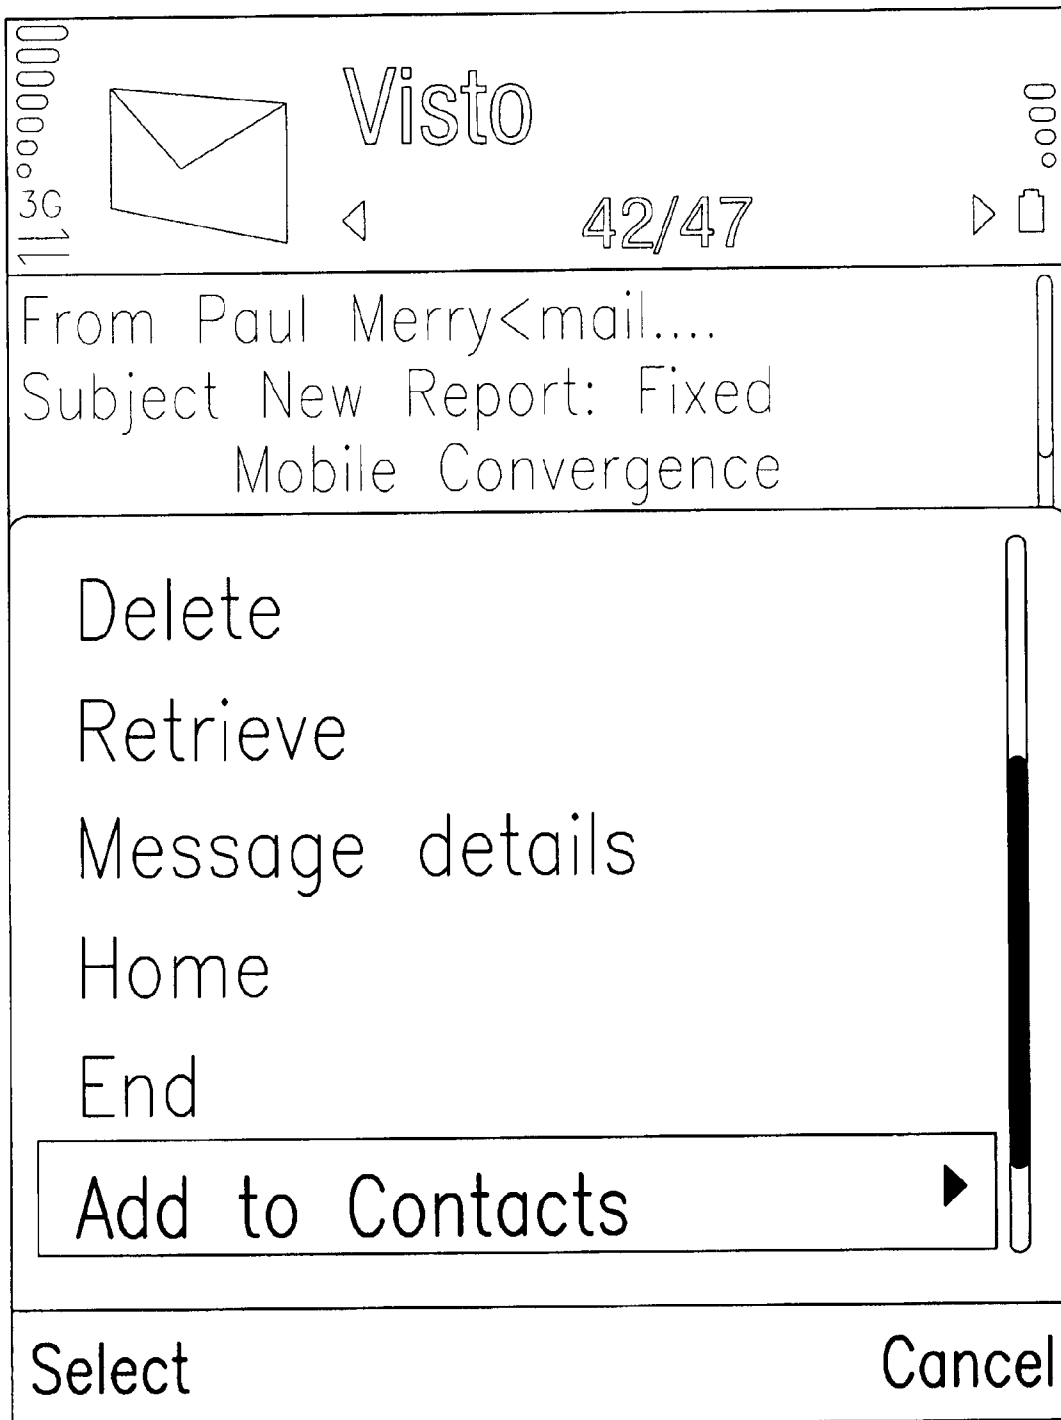 Visto
3G
42/47
From Paul Merry<mail....
Subject New Report: Fixed
Mobile Convergence
Delete
Retrieve
Message details
Home
End
Add to Contacts
Select
Cancel